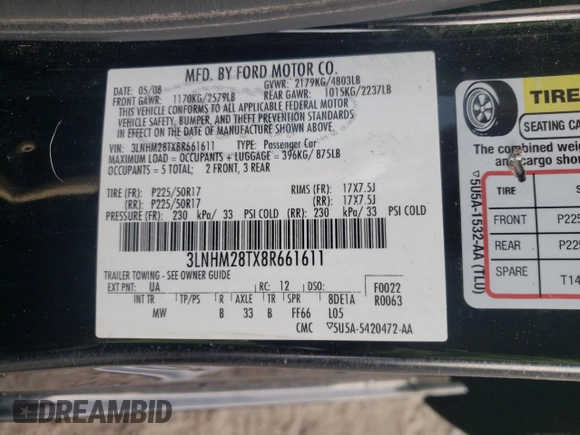 MFD. BY FORD MOTOR CO.
DATE: 05/08 GVWR: 2179KG/4803LB
FRONT GAWR: 1170KG/2579LB REAR GAWR: 1015KG/2237LB
THIS VEHICLE CONFORMS TO ALL APPLICABLE FEDERAL MOTOR
VEHICLE SAFETY, BUMPER, AND THEFT PREVENTION STANDARDS
IN EFFECT ON THE DATE OF MANUFACTURE SHOWN ABOVE.
VIN: 3LNHM28TX8R661611 TYPE: Passenger Car
MAXIMUM LOAD = OCCUPANTS + LUGGAGE = 396KG/ 875LB
OCCUPANTS = 5 TOTAL: 2 FRONT, 3 REAR
TIRE (FR): P225/50R17 RIMS (FR): 17X7.5J
(RR): P225/50R17 (RR): 17X7.5J
PRESSURE (FR): 230 kPa/ 33 PSI COLD (RR): 230 kPa/ 33 PSI COLD
3LNHM28TX8R661611
TRAILER TOWING - SEE OWNER GUIDE
EXT PNT: UA RC: 12 DSO: F0022
INT TR TP/PS R AXLE TR SPR BDE1A R0063
MW B 33 B FF66 L05
CMC ▽5U5A-5420472-AA
TIRE
SEATING CA
The combined weig
and cargo shou
TIRE S
FRONT P225
REAR P225
SPARE T14
▽5U5A-1532-AA (TLO)
DREAMBID